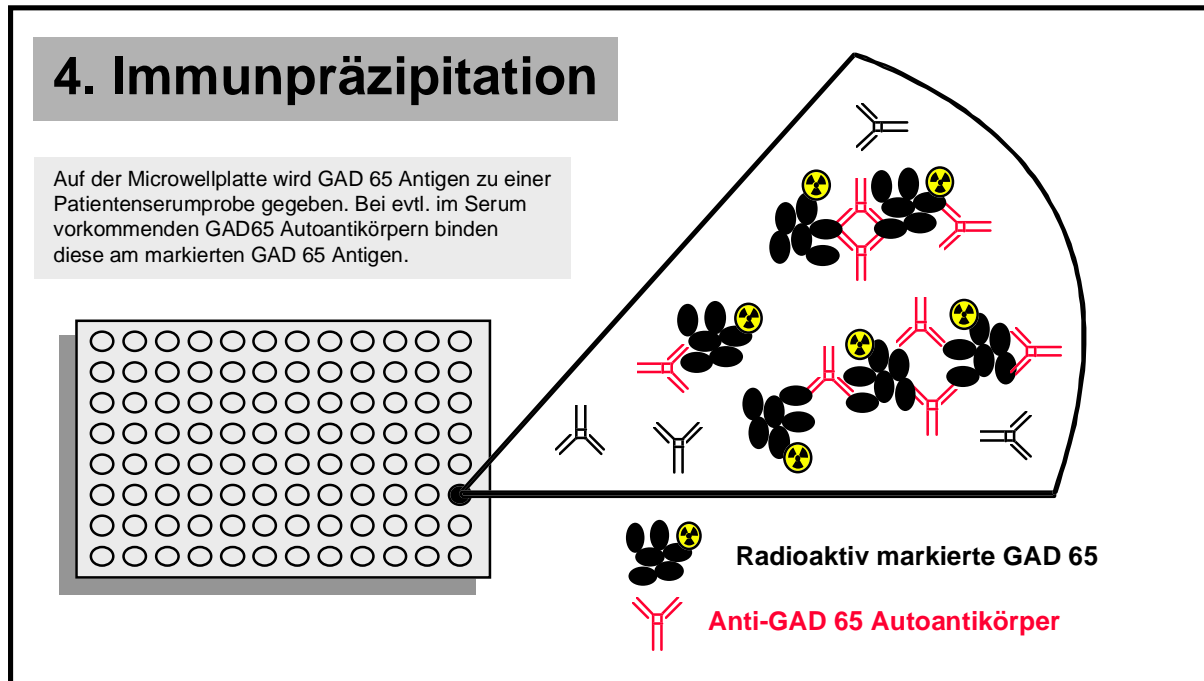 4. Immunpräzipitation
Auf der Microwellplatte wird GAD 65 Antigen zu einer
Patientenserumprobe gegeben. Bei evtl. im Serum
vorkommenden GAD65 Autoantikörpern binden
diese am markierten GAD 65 Antigen.
Radioaktiv markierte GAD 65
Anti-GAD 65 Autoantikörper